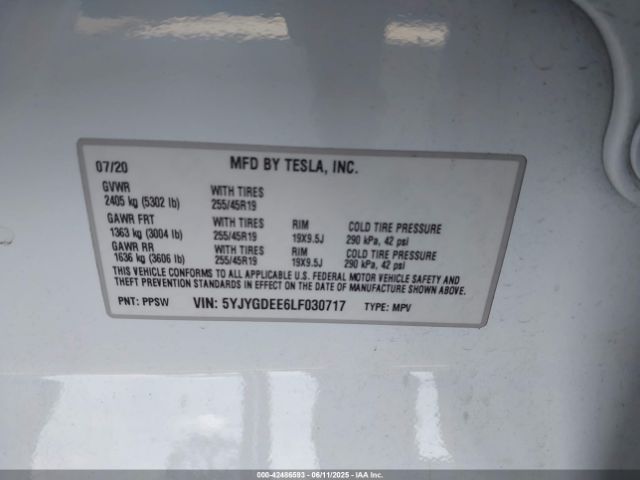 07/20 MFD BY TESLA, INC.
GVWR WITH TIRES
2405 kg (5302 lb) 255/45R19
GAWR FRT WITH TIRES RIM COLD TIRE PRESSURE
1363 kg (3004 lb) 255/45R19 19X9.5J 290 kPa, 42 psi
GAWR RR WITH TIRES RIM COLD TIRE PRESSURE
1636 kg (3606 lb) 255/45R19 19X9.5J 290 kPa, 42 psi
THIS VEHICLE CONFORMS TO ALL APPLICABLE U.S. FEDERAL MOTOR VEHICLE SAFETY AND
THEFT PREVENTION STANDARDS IN EFFECT ON THE DATE OF MANUFACTURE SHOWN ABOVE.
PNT: PPSW VIN: 5YJYGDEE6LF030717 TYPE: MPV
000-42486593 - 06/11/2025 - IAA Inc.